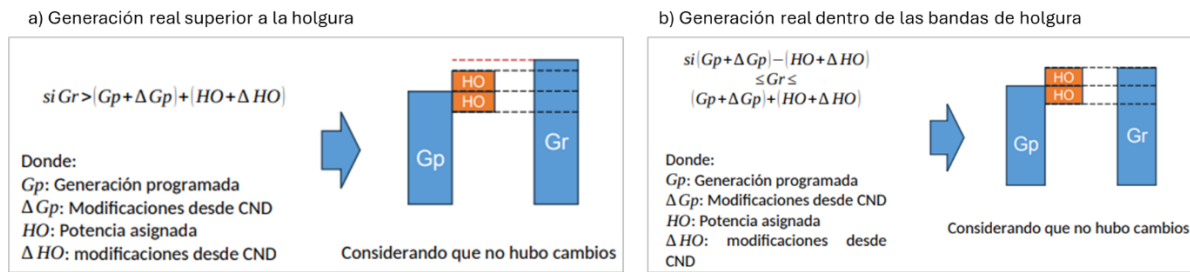 a) Generación real superior a la holgura
si Gr>(Gp+ΔGp)+(HO+ΔHO)
Donde:
Gp: Generación programada
ΔGp: Modificaciones desde CND
HO: Potencia asignada
ΔHO: modificaciones desde CND
HO
HO
Gp
Gr
Considerando que no hubo cambios
b) Generación real dentro de las bandas de holgura
si(Gp+ΔGp)−(HO+ΔHO)
≤Gr≤
(Gp+ΔGp)+(HO+ΔHO)
Donde:
Gp: Generación programada
ΔGp: Modificaciones desde CND
HO: Potencia asignada
ΔHO: modificaciones desde
CND
HO
HO
Gp
Gr
Considerando que no hubo cambios